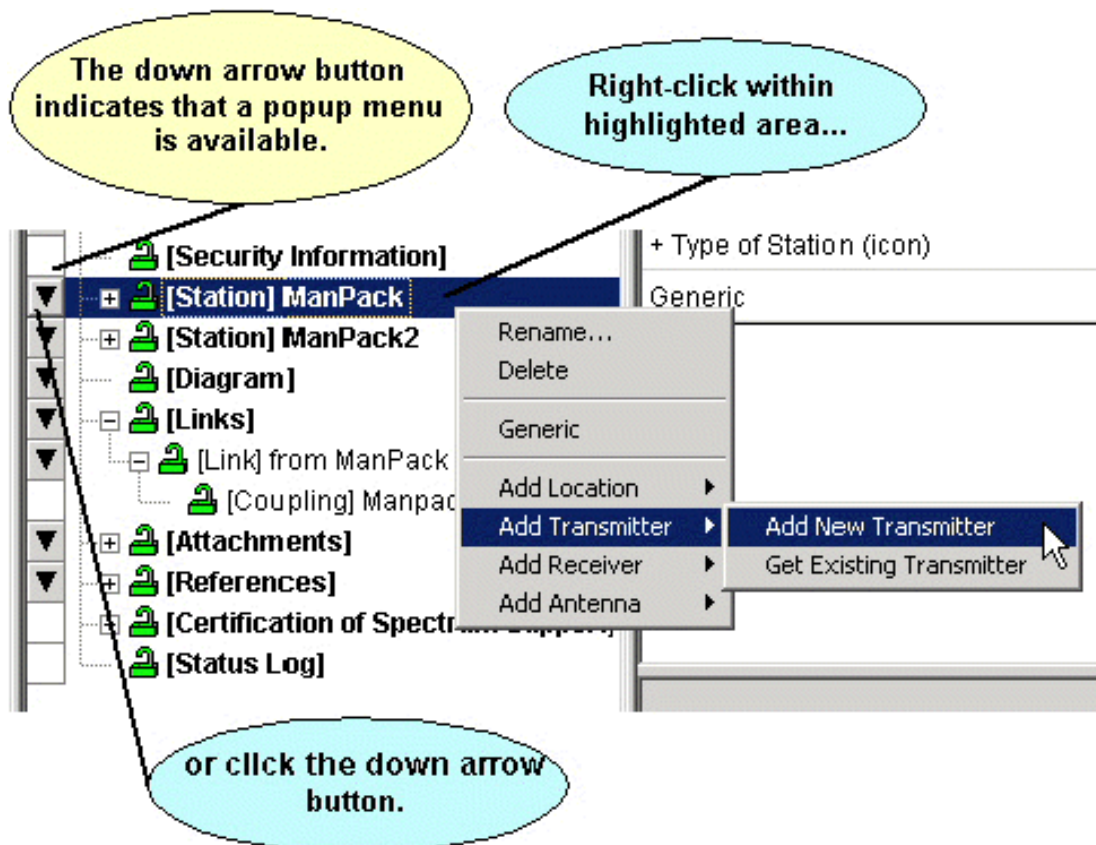 The down arrow button
indicates that a popup menu
is available.
Right-click within
highlighted area...
[Security Information]
[Station] ManPack
[Station] ManPack2
[Diagram]
[Links]
[Link] from ManPack
[Coupling] Manpac
[Attachments]
[References]
[Certification of Spectrum Support]
[Status Log]
+ Type of Station (icon)
Generic
Rename...
Delete
Generic
Add Location
Add Transmitter
Add Receiver
Add Antenna
Add New Transmitter
Get Existing Transmitter
or click the down arrow
button.